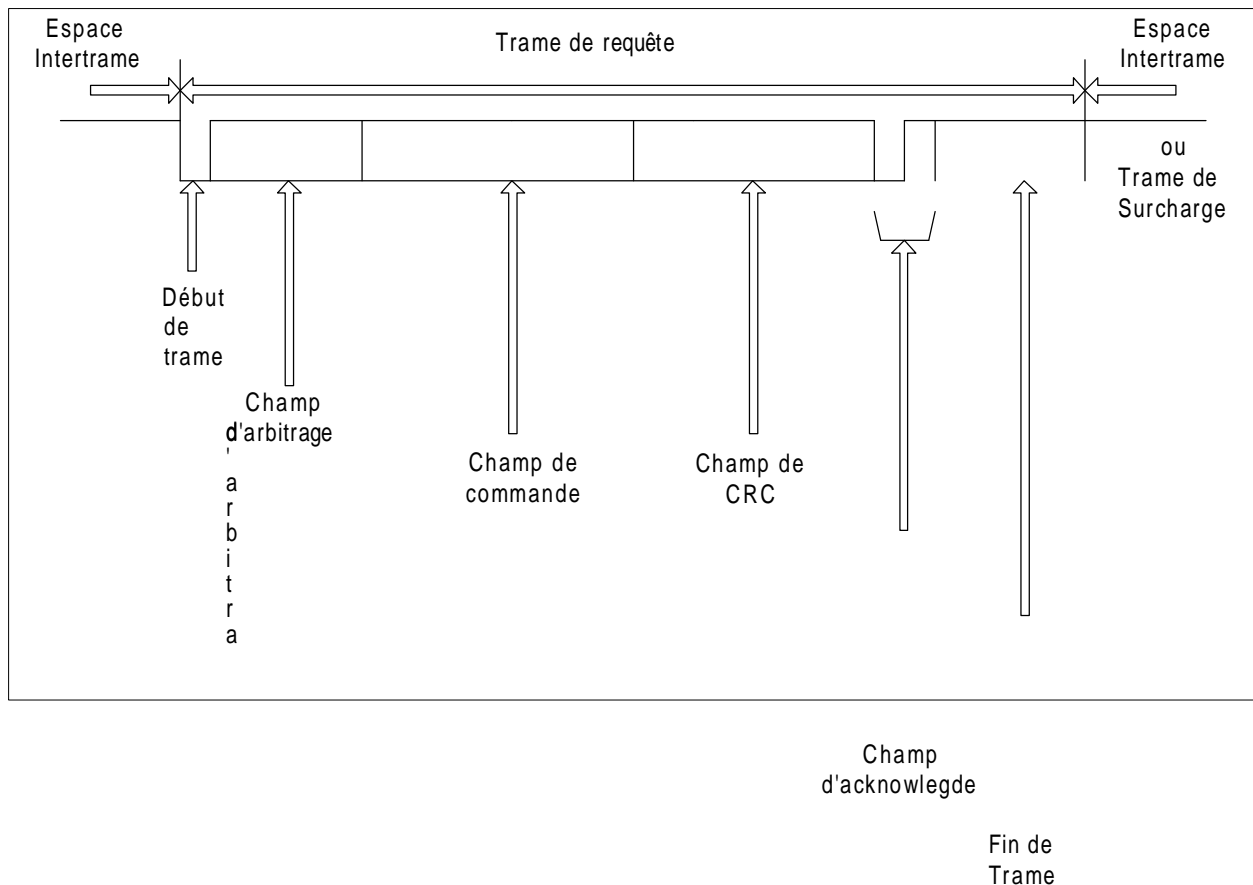 Espace
Intertrame
Trame de requête
Espace
Intertrame
ou
Trame de
Surcharge
Début
de
trame
Champ
d'arbitrage
d
'
a
r
b
i
t
r
a
Champ de
commande
Champ de
CRC
Champ
d'acknowlegde
Fin de
Trame